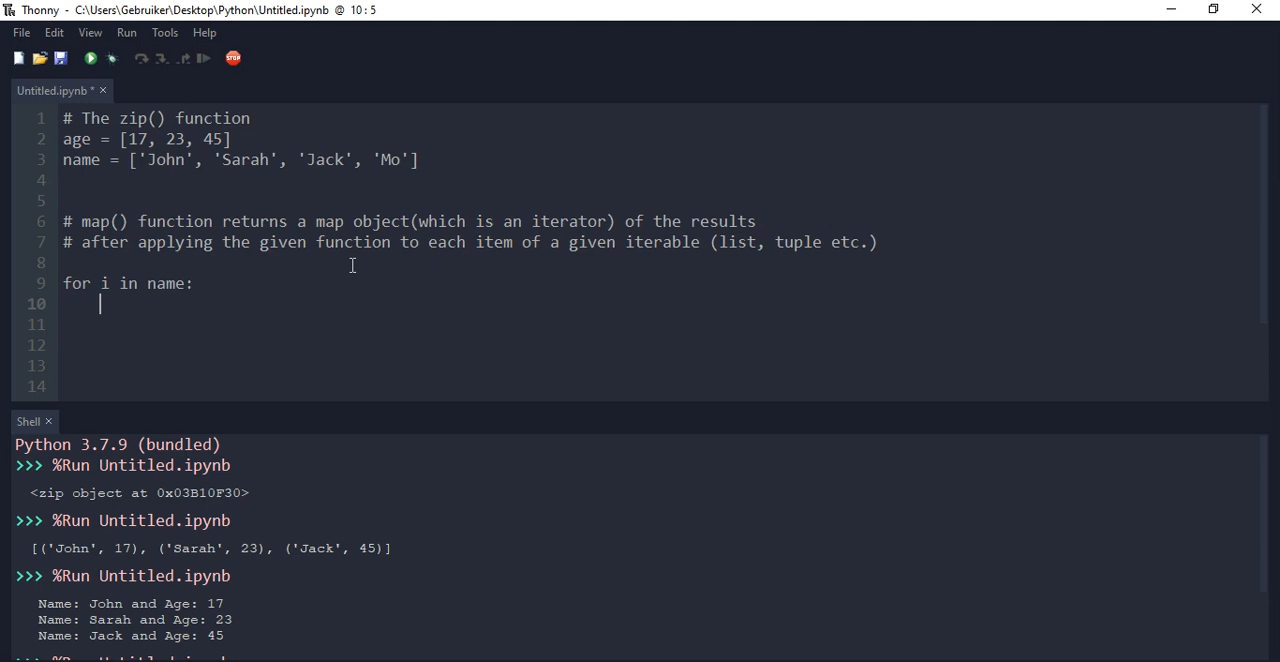 Thonny - C:\Users\Gebruiker\Desktop\Python\Untitled.ipynb @ 10:5
File Edit View Run Tools Help
STOP
Untitled.ipynb * ×
1 # The zip() function
2 age = [17, 23, 45]
3 name = ['John', 'Sarah', 'Jack', 'Mo']
4
5
6 # map() function returns a map object(which is an iterator) of the results
7 # after applying the given function to each item of a given iterable (list, tuple etc.)
8
9 for i in name:
10
11
12
13
14
Shell ×
Python 3.7.9 (bundled)
>>> %Run Untitled.ipynb
<zip object at 0x03B10F30>
>>> %Run Untitled.ipynb
[('John', 17), ('Sarah', 23), ('Jack', 45)]
>>> %Run Untitled.ipynb
Name: John and Age: 17
Name: Sarah and Age: 23
Name: Jack and Age: 45